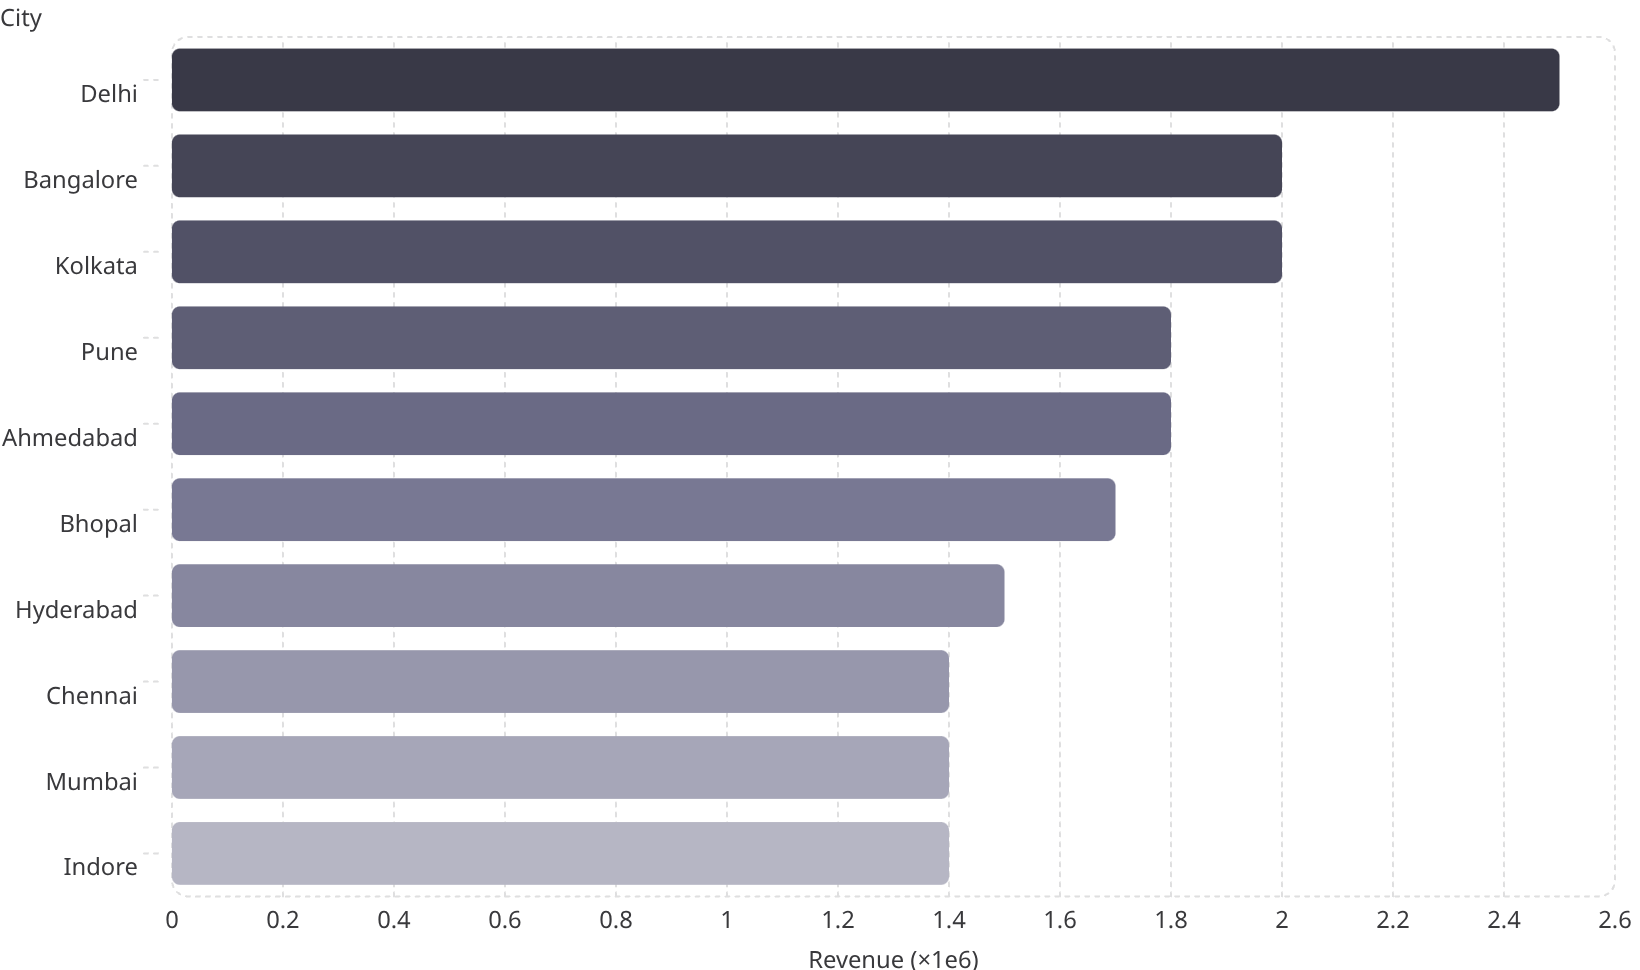 City
Delhi
Bangalore
Kolkata
Pune
Ahmedabad
Bhopal
Hyderabad
Chennai
Mumbai
Indore
0 0.2 0.4 0.6 0.8 1 1.2 1.4 1.6 1.8 2 2.2 2.4 2.6
Revenue (×1e6)